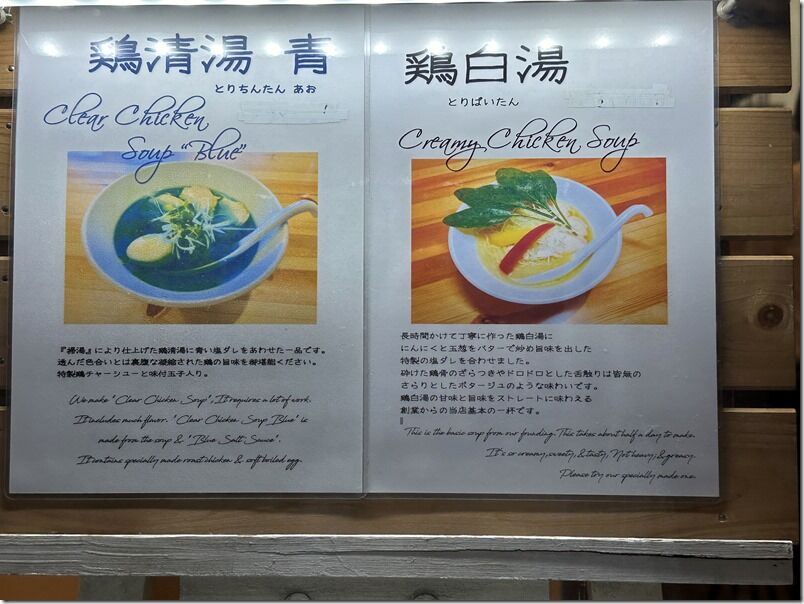 鶏清湯 青
とりちんたん あお
Clear Chicken
Soup "Blue"
『掃湯』により仕上げた鶏清湯に青い塩ダレをあわせた一品です。
澄んだ色合いとは裏腹な凝縮された鶏の旨味を御堪能ください。
特製鶏チャーシューと味付玉子入り。
We make 'Clear Chicken Soup'. It requires a lot of work.
It includes much flavor. 'Clear Chicken Soup Blue' is
made from the soup & 'Blue Salt Sauce'.
It contains specially made roast chicken & soft boiled egg.
鶏白湯
とりぱいたん
Creamy Chicken Soup
長時間かけて丁寧に作った鶏白湯に
にんにくと玉葱をバターで炒め旨味を出した
特製の塩ダレを合わせました。
砕けた鶏骨のざらつきやドロドロとした舌触りは皆無の
さらりとしたポタージュのような味わいです。
鶏白湯の甘味と旨味をストレートに味わえる
創業からの当店基本の一杯です。
This is the basic soup from our founding. This takes about half a day to make.
It's so creamy, sweety, & tasty, Not heavy, & greasy.
Please try our specially made one.